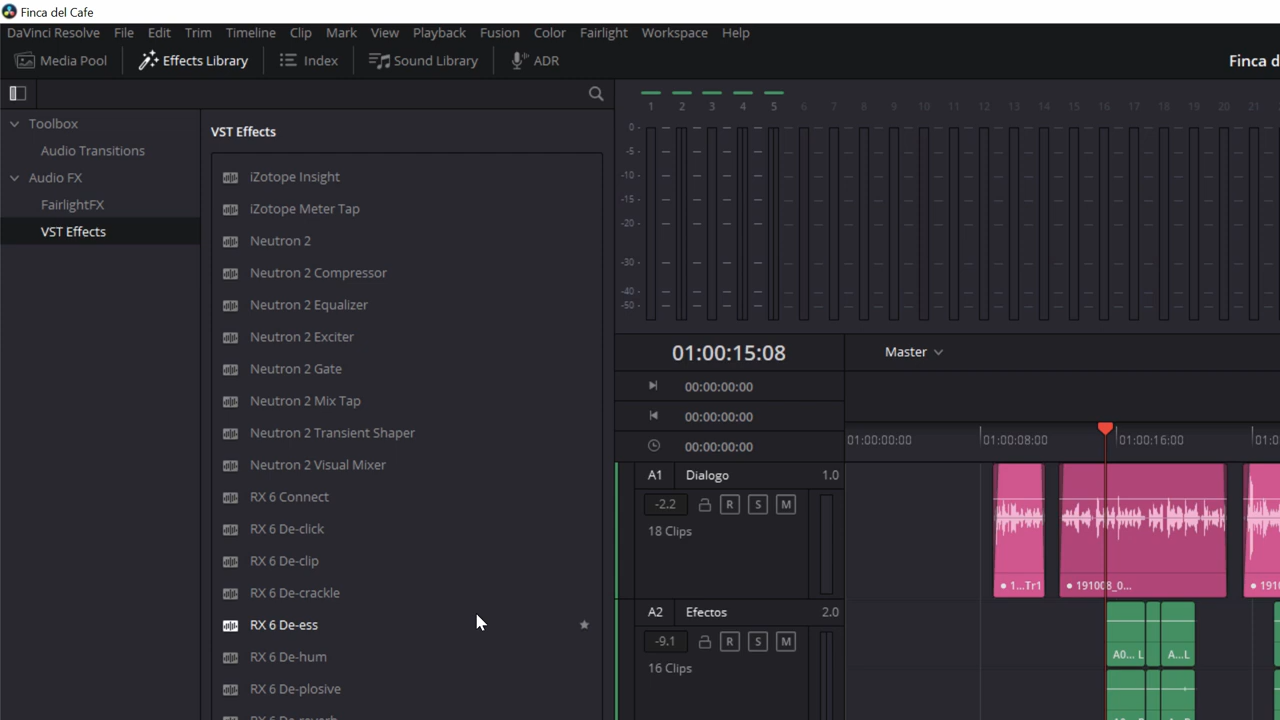 Finca del Cafe
DaVinci Resolve File Edit Trim Timeline Clip Mark View Playback Fusion Color Fairlight Workspace Help
Media Pool Effects Library Index Sound Library ADR Finca d
Toolbox
Audio Transitions
Audio FX
FairlightFX
VST Effects
VST Effects
iZotope Insight
iZotope Meter Tap
Neutron 2
Neutron 2 Compressor
Neutron 2 Equalizer
Neutron 2 Exciter
Neutron 2 Gate
Neutron 2 Mix Tap
Neutron 2 Transient Shaper
Neutron 2 Visual Mixer
RX 6 Connect
RX 6 De-click
RX 6 De-clip
RX 6 De-crackle
RX 6 De-ess
RX 6 De-hum
RX 6 De-plosive
RX 6 De-reverb
1 2 3 4 5 6 7 8 9 10 11 12 13 14 15 16 17 18 19 20 21
0
-5
-10
-15
-20
-30
-40
-50
01:00:15:08 Master
00:00:00:00
00:00:00:00
00:00:00:00
01:00:00:00 01:00:08:00 01:00:16:00 01:0
A1 Dialogo 1.0
-2.2 R S M
18 Clips
1...Tr1 191008_0... 191
A2 Efectos 2.0
-9.1 R S M
16 Clips
A0... L A...L